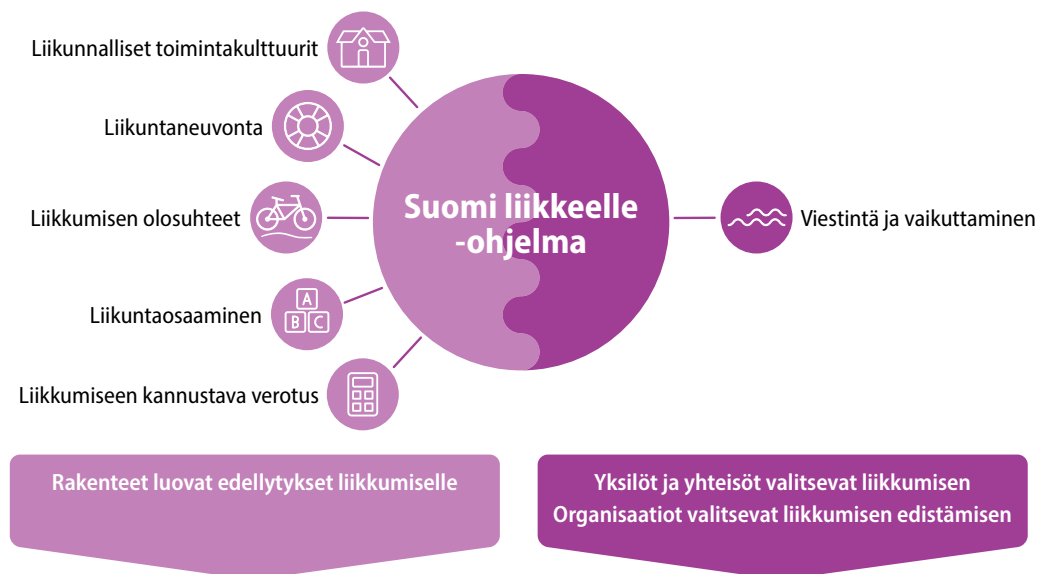 Liikunnalliset toimintakulttuurit
Liikuntaneuvonta
Liikkumisen olosuhteet
A
B C
Liikuntaosaaminen
Liikkumiseen kannustava verotus
Suomi liikkeelle
-ohjelma
Viestintä ja vaikuttaminen
Rakenteet luovat edellytykset liikkumiselle
Yksilöt ja yhteisöt valitsevat liikkumisen
Organisaatiot valitsevat liikkumisen edistämisen